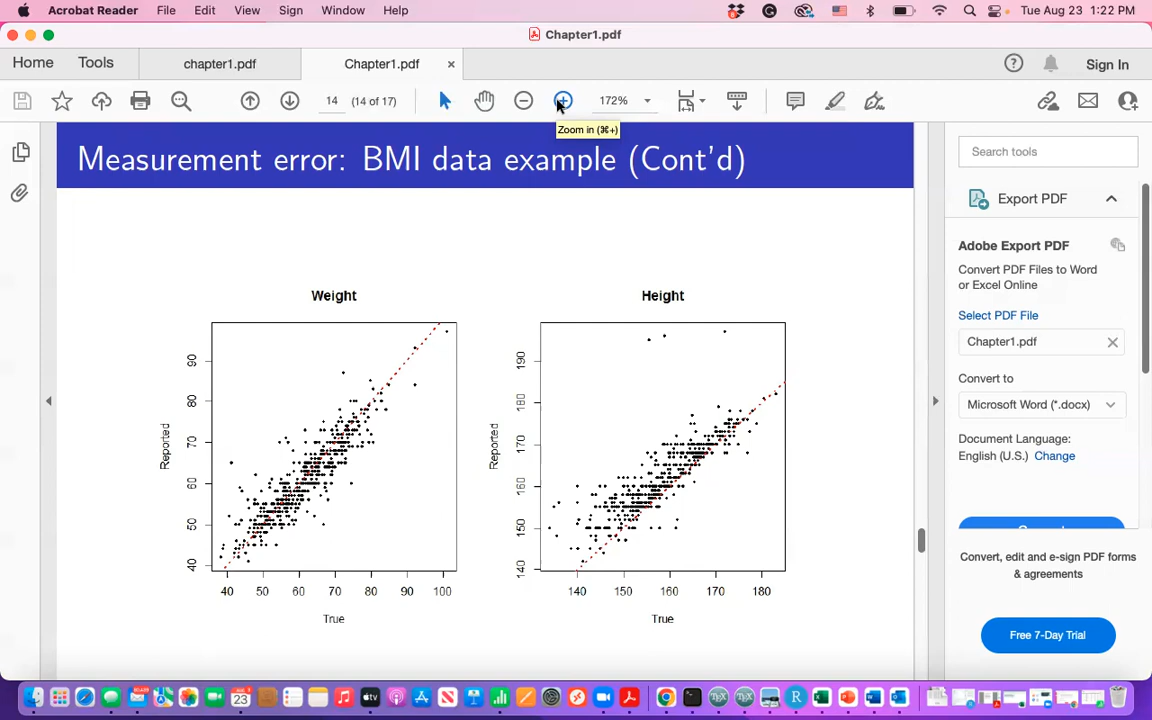 Acrobat Reader File Edit View Sign Window Help Tue Aug 23 1:22 PM
Chapter1.pdf
Home Tools chapter1.pdf Chapter1.pdf Sign In
14 (14 of 17) 172%
Zoom in (⌘+)
Measurement error: BMI data example (Cont'd)
Weight
Reported
40 50 60 70 80 90
40 50 60 70 80 90 100
True
Height
Reported
140 150 160 170 180 190
140 150 160 170 180
True
Search tools
Export PDF
Adobe Export PDF
Convert PDF Files to Word
or Excel Online
Select PDF File
Chapter1.pdf
Convert to
Microsoft Word (*.docx)
Document Language:
English (U.S.) Change
Convert, edit and e-sign PDF forms
& agreements
Free 7-Day Trial